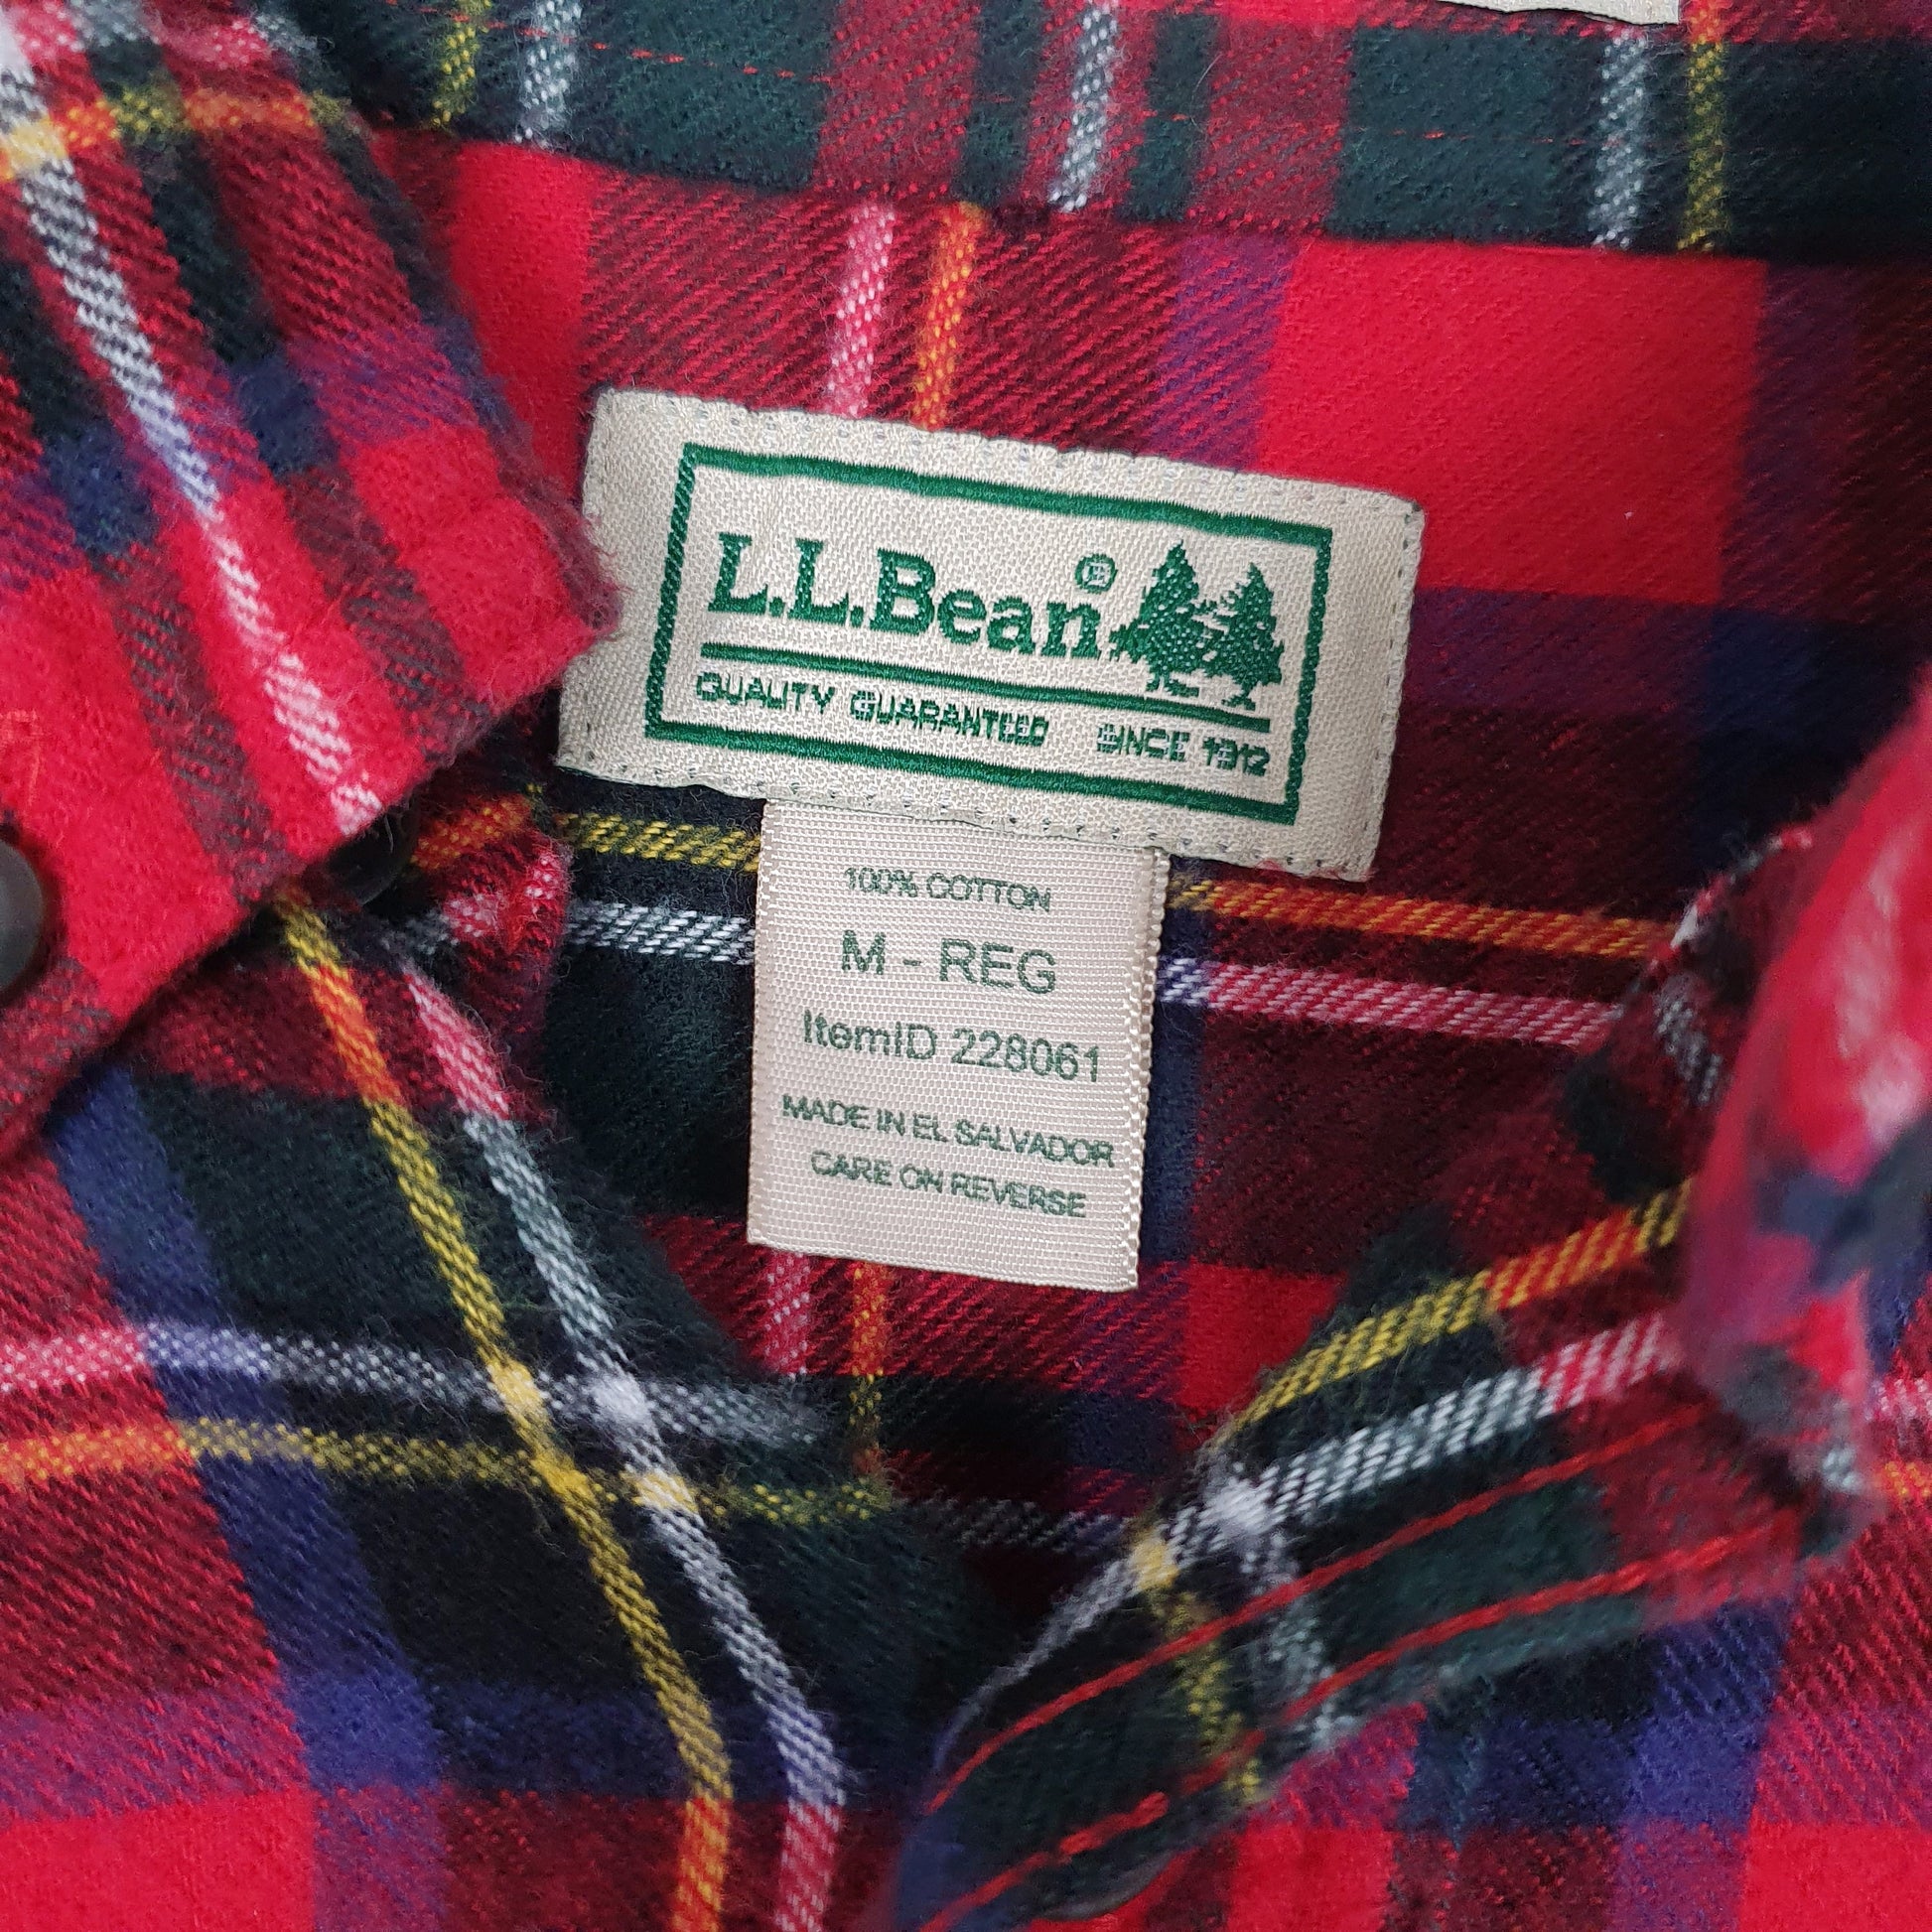 L.L.Bean®
QUALITY GUARANTEED SINCE 1912
100% COTTON
M - REG
ItemID 228061
MADE IN EL SALVADOR
CARE ON REVERSE